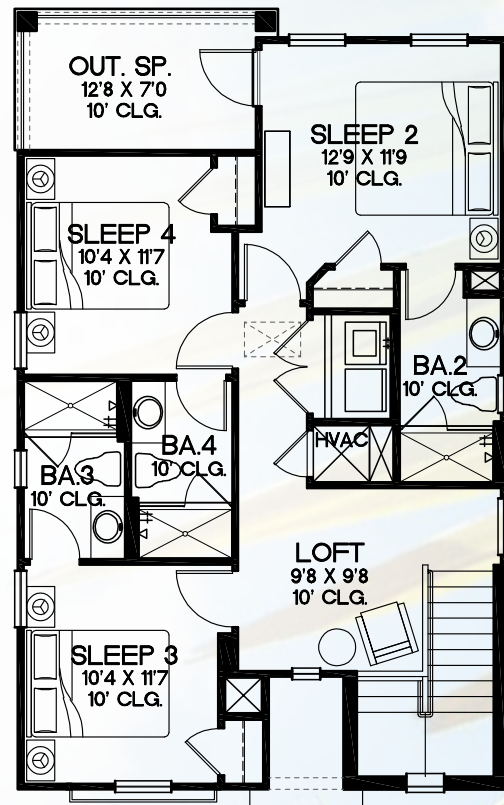 OUT. SP.
12'8 X 7'0
10' CLG.
SLEEP 2
12'9 X 11'9
10' CLG.
SLEEP 4
10'4 X 11'7
10' CLG.
BA.2
10' CLG.
BA.4
10' CLG.
HVAC
BA.3
10' CLG.
LOFT
9'8 X 9'8
10' CLG.
SLEEP 3
10'4 X 11'7
10' CLG.